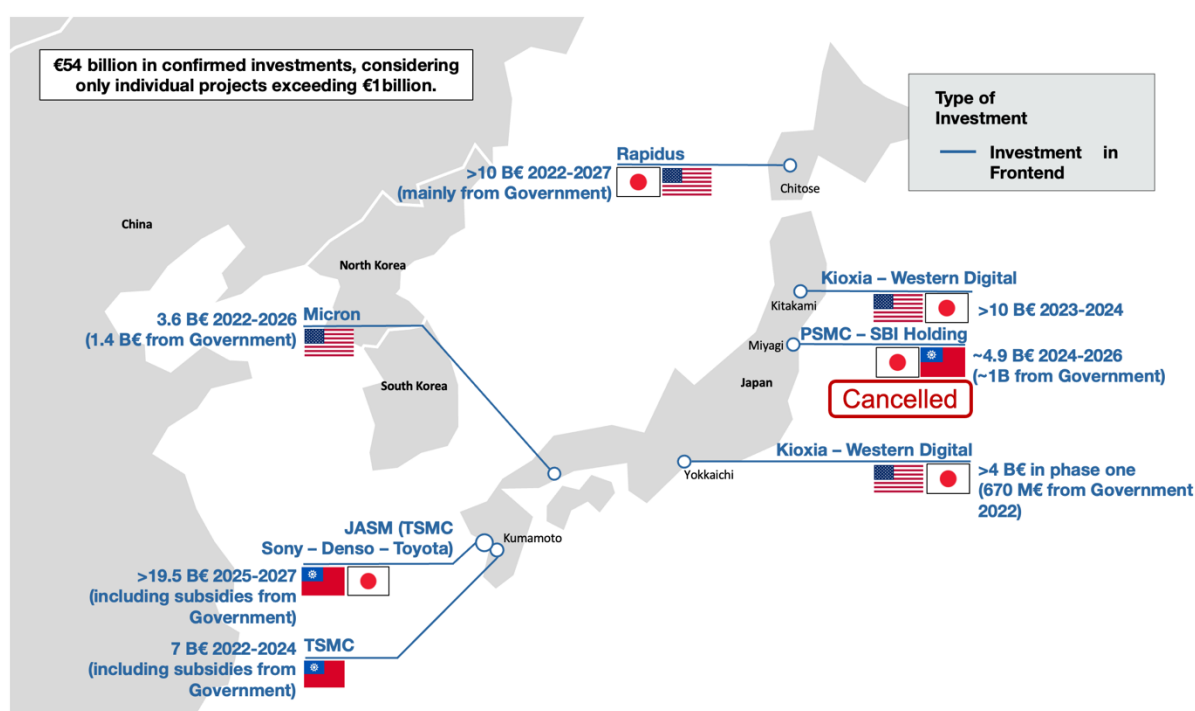 €54 billion in confirmed investments, considering
only individual projects exceeding €1billion.
Type of
Investment
Investment in
Frontend
Rapidus
>10 B€ 2022-2027
(mainly from Government)
Chitose
China
North Korea
Kioxia – Western Digital
Kitakami
>10 B€ 2023-2024
3.6 B€ 2022-2026
(1.4 B€ from Government)
Micron
PSMC – SBI Holding
Miyagi
~4.9 B€ 2024-2026
(~1B from Government)
South Korea
Japan
Cancelled
Kioxia – Western Digital
Yokkaichi
>4 B€ in phase one
(670 M€ from Government
2022)
JASM (TSMC
Sony – Denso – Toyota)
Kumamoto
>19.5 B€ 2025-2027
(including subsidies from
Government)
7 B€ 2022-2024
(including subsidies from
Government)
TSMC